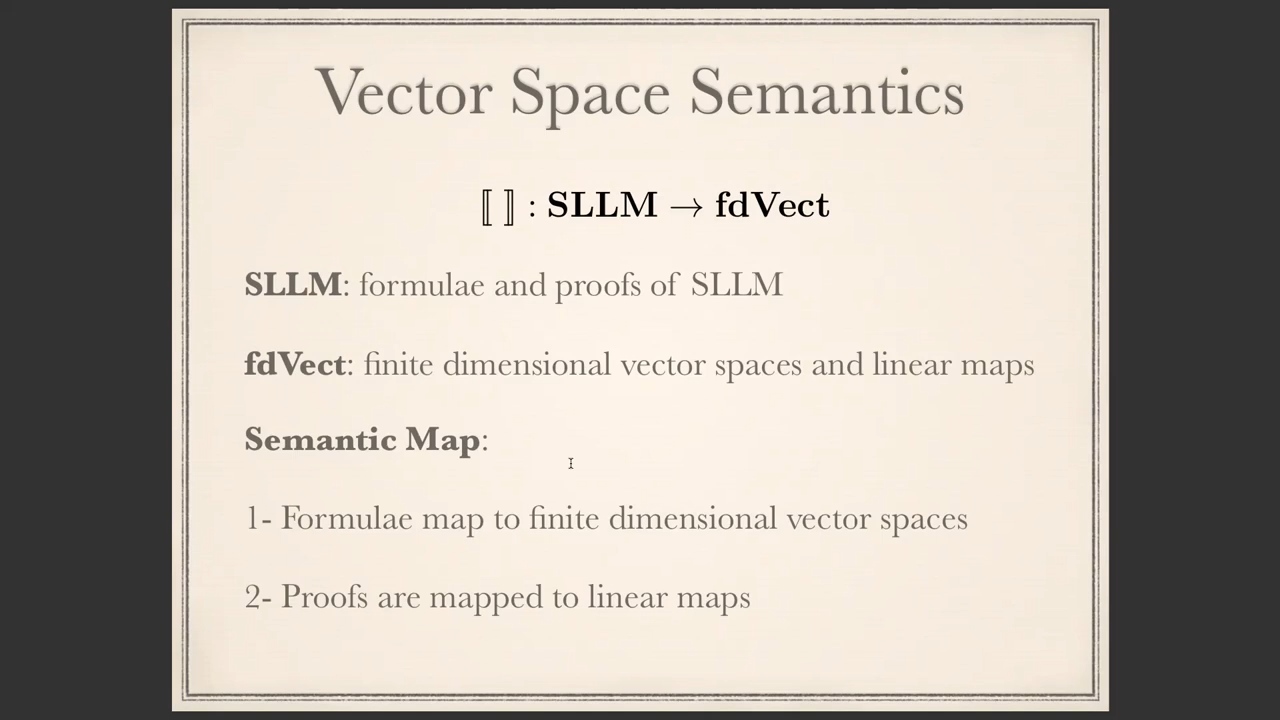 Vector Space Semantics
⟦ ⟧ : SLLM → fdVect
SLLM: formulae and proofs of SLLM
fdVect: finite dimensional vector spaces and linear maps
Semantic Map:
1- Formulae map to finite dimensional vector spaces
2- Proofs are mapped to linear maps